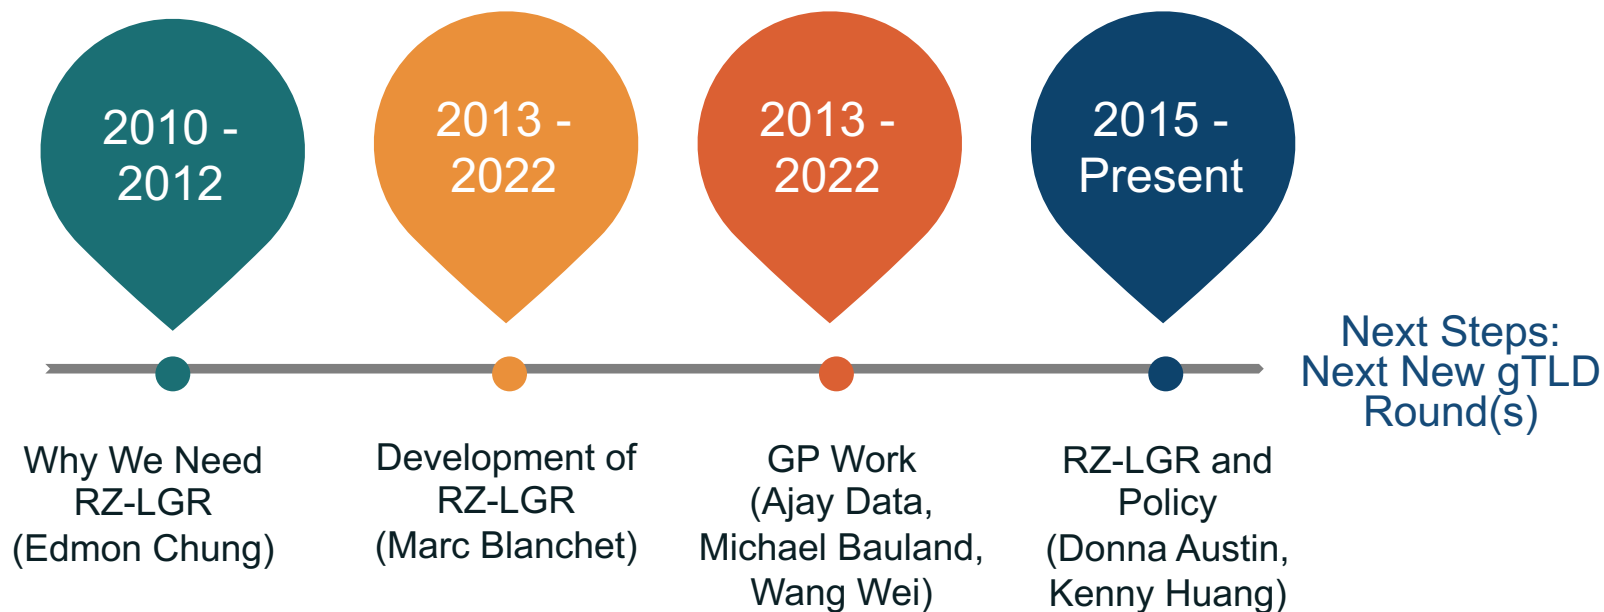 2010 -
2012
2013 -
2022
2013 -
2022
2015 -
Present
Next Steps:
Next New gTLD
Round(s)
Why We Need
RZ-LGR
(Edmon Chung)
Development of
RZ-LGR
(Marc Blanchet)
GP Work
(Ajay Data,
Michael Bauland,
Wang Wei)
RZ-LGR and
Policy
(Donna Austin,
Kenny Huang)